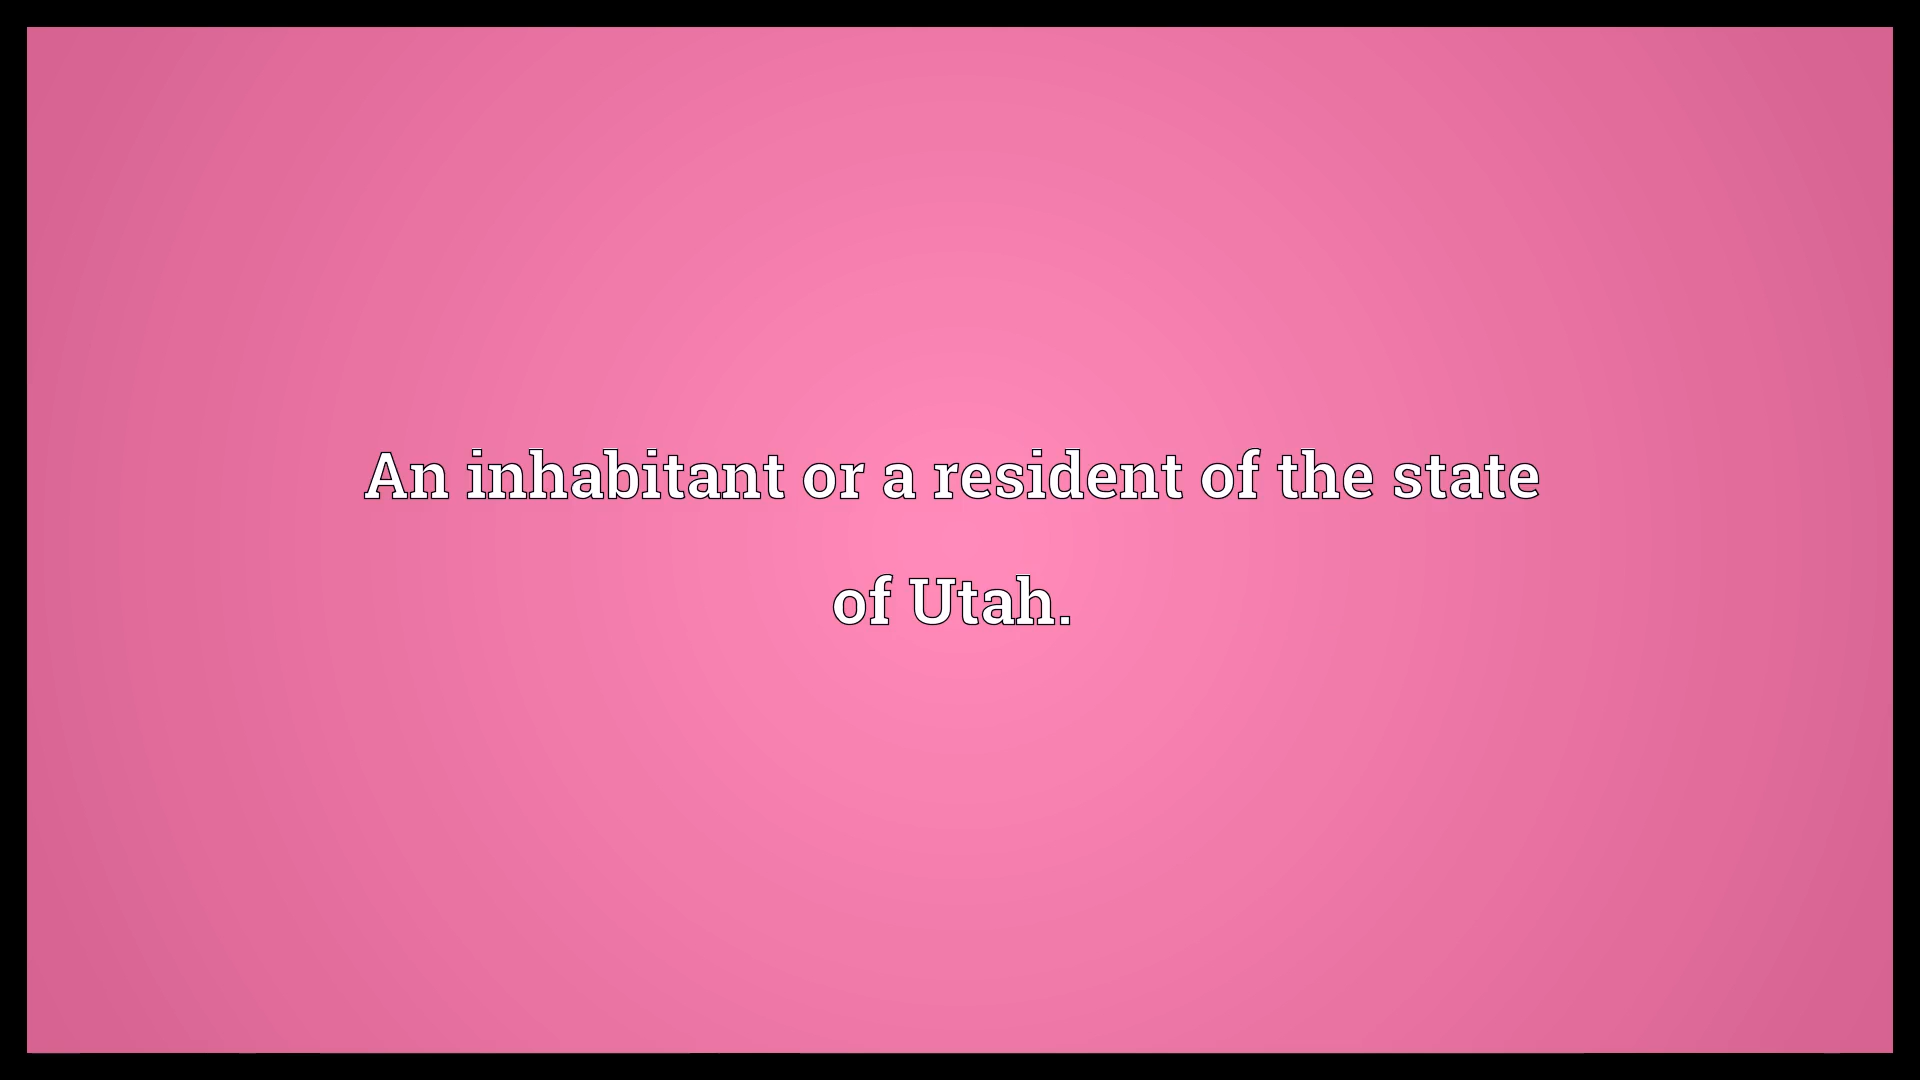 An inhabitant or a resident of the state
of Utah.